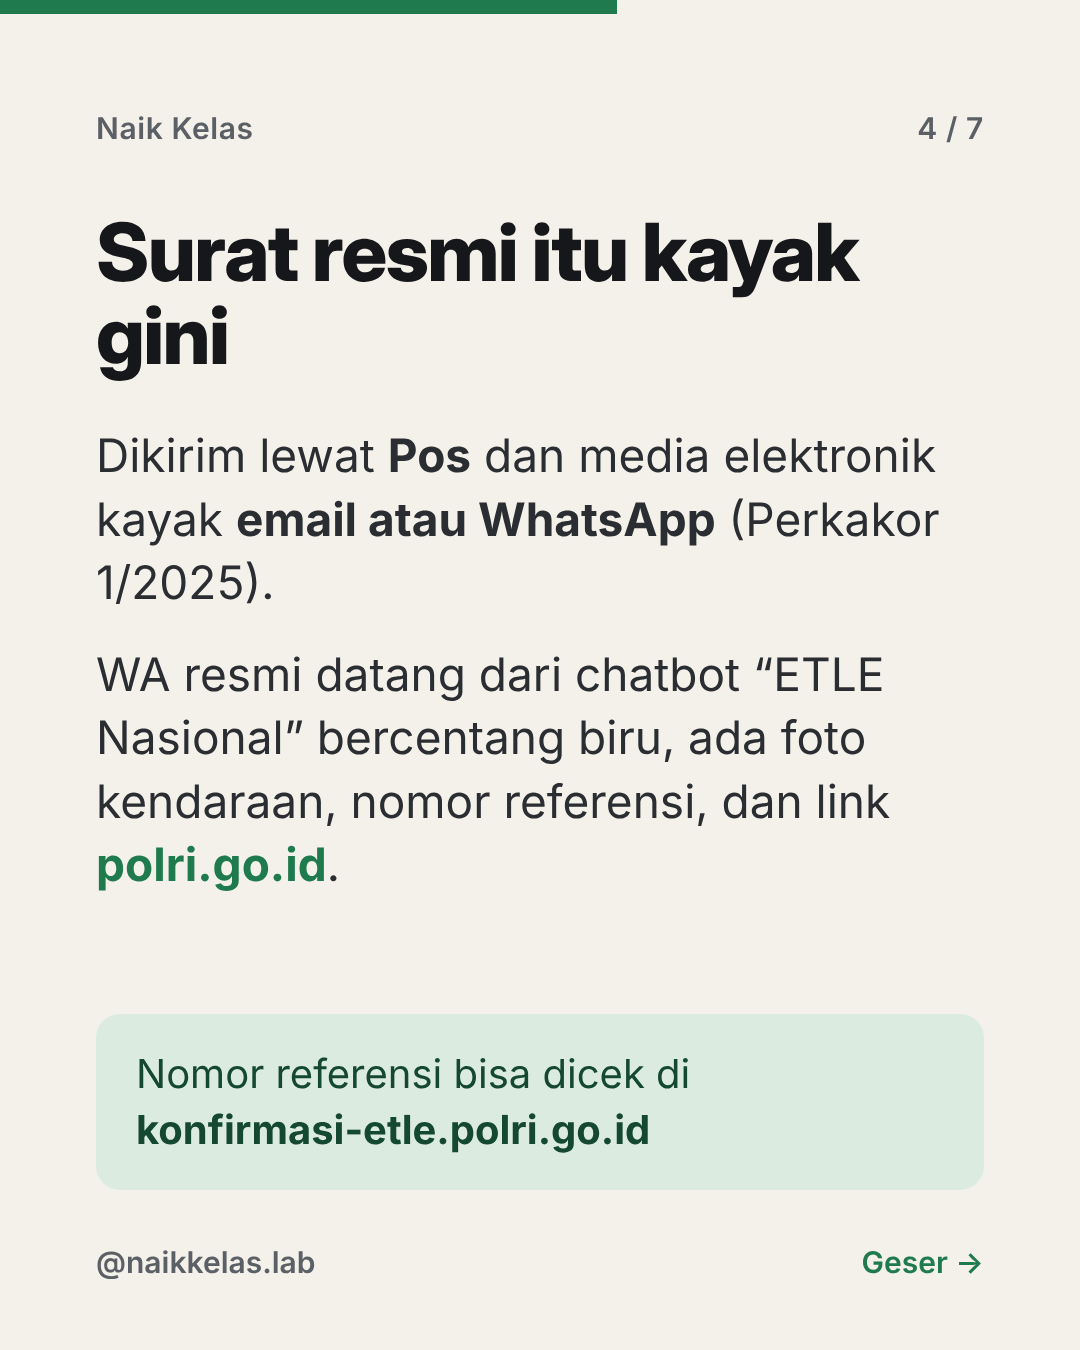 Naik Kelas
4 / 7
Surat resmi itu kayak
gini
Dikirim lewat Pos dan media elektronik
kayak email atau WhatsApp (Perkakor
1/2025).
WA resmi datang dari chatbot “ETLE
Nasional” bercentang biru, ada foto
kendaraan, nomor referensi, dan link
polri.go.id.
Nomor referensi bisa dicek di
konfirmasi-etle.polri.go.id
@naikkelas.lab
Geser →